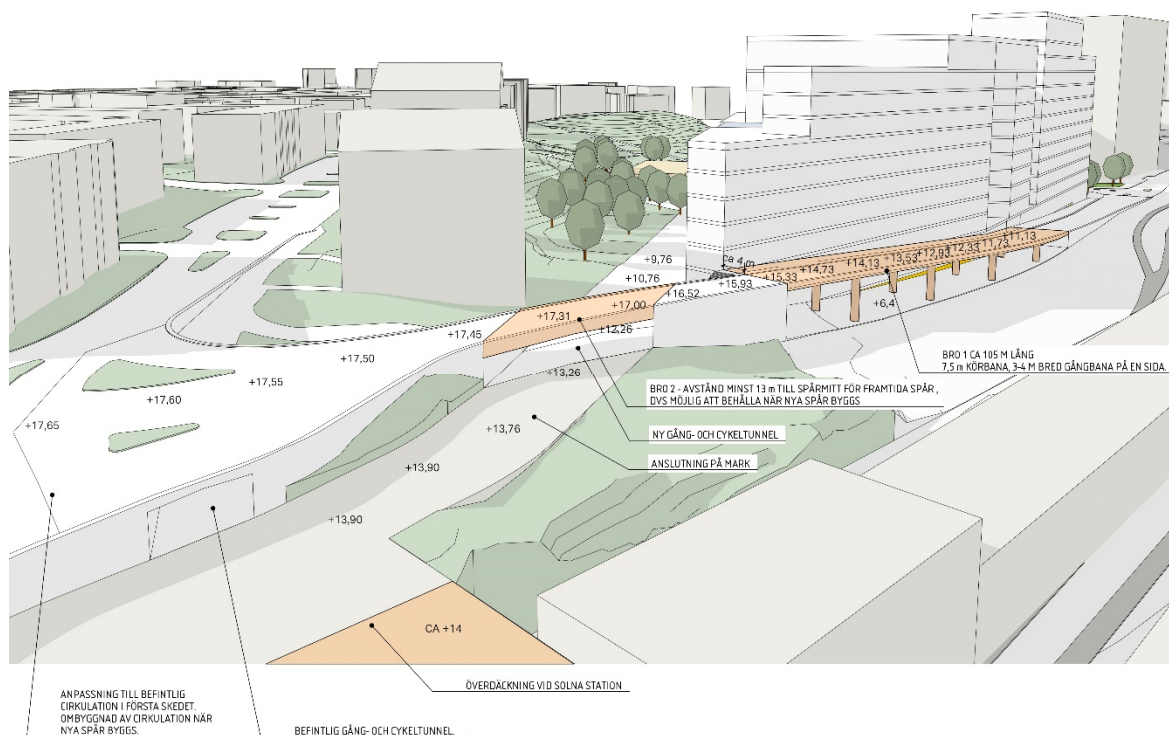 +9,76
+10,76
ca 4 m
+11,13
+11,73
+12,33
+12,93
+13,53
+14,13
+14,73
+15,33
+15,93
+16,52
+17,00
+17,31
+12,26
+6,4
+17,45
+17,50
+13,26
BRO 1 CA 105 M LÅNG
7,5 m KÖRBANA, 3-4 M BRED GÅNGBANA PÅ EN SIDA.
+17,55
BRO 2 - AVSTÅND MINST 13 m TILL SPÅRMITT FÖR FRAMTIDA SPÅR ,
DVS MÖJLIG ATT BEHÅLLA NÄR NYA SPÅR BYGGS
+17,60
+17,65
+13,76
NY GÅNG- OCH CYKELTUNNEL
ANSLUTNING PÅ MARK
+13,90
+13,90
CA +14
ÖVERDÄCKNING VID SOLNA STATION
ANPASSNING TILL BEFINTLIG
CIRKULATION I FÖRSTA SKEDET.
OMBYGGNAD AV CIRKULATION NÄR
NYA SPÅR BYGGS.
BEFINTLIG GÅNG- OCH CYKELTUNNEL.